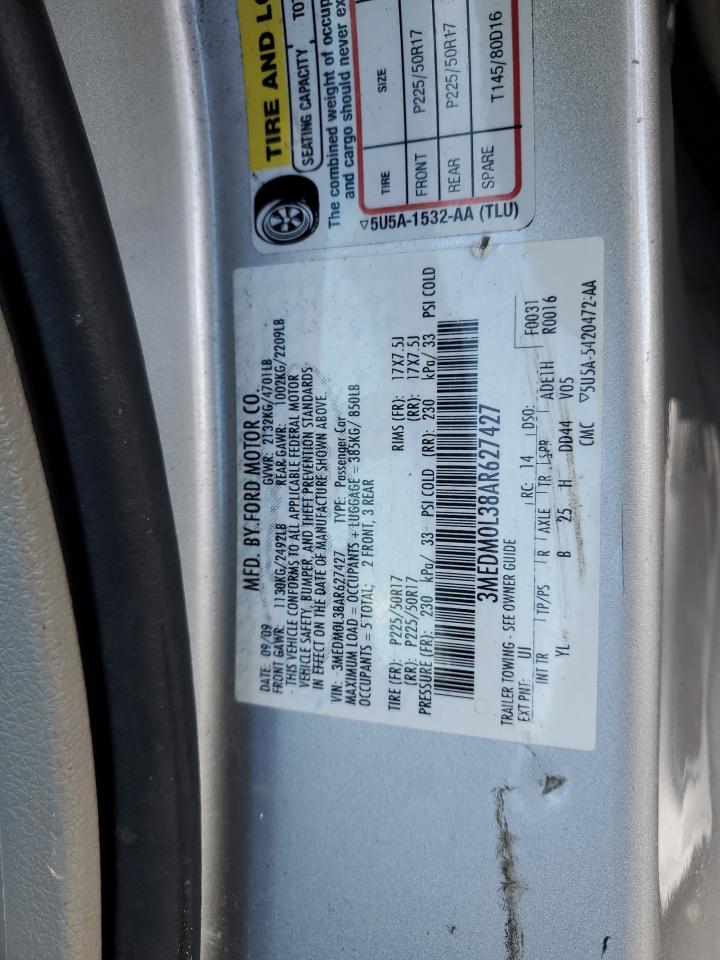 TIRE AND LO
SEATING CAPACITY TO
The combined weight of occup
and cargo should never ex
TIRE SIZE
FRONT P225/50R17
REAR P225/50R17
SPARE T145/80D16
▽5U5A-1532-AA (TLU)
MFD. BY FORD MOTOR CO.
DATE: 09/09 GVWR: 2132KG/4701LB
FRONT GAWR: 1130KG/2492LB REAR GAWR: 1002KG/2209LB
THIS VEHICLE CONFORMS TO ALL APPLICABLE FEDERAL MOTOR
VEHICLE SAFETY, BUMPER, AND THEFT PREVENTION STANDARDS
IN EFFECT ON THE DATE OF MANUFACTURE SHOWN ABOVE.
VIN: 3MEDM0L38AR627427 TYPE: Passenger Car
MAXIMUM LOAD = OCCUPANTS + LUGGAGE = 385KG/ 850LB
OCCUPANTS = 5 TOTAL; 2 FRONT, 3 REAR
TIRE (FR): P225/50R17 RIMS (FR): 17X7.5J
(RR): P225/50R17 (RR): 17X7.5J
PRESSURE (FR): 230 kPa/ 33 PSI COLD (RR): 230 kPa/ 33 PSI COLD
3MEDM0L38AR627427
TRAILER TOWING - SEE OWNER GUIDE
EXT PNT: UI RC: 14 DSO: F0031
INT TR TP/PS R AXLE TR SPR ADE1H R0016
YL B 25 H DD44 V05
CMC ▽5U5A-5420472-AA